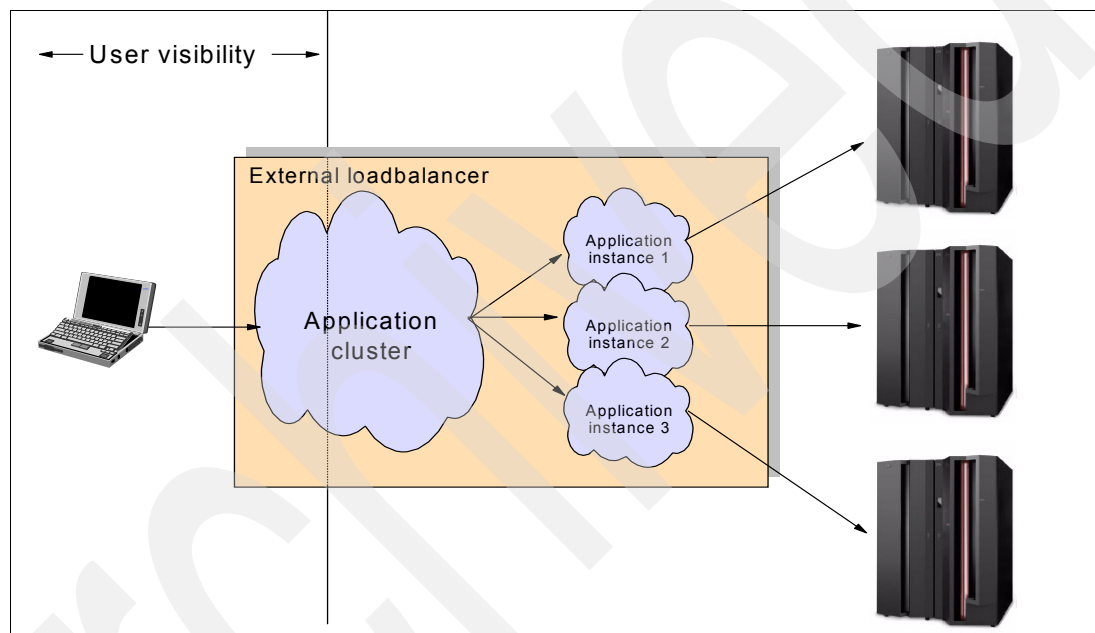 User visibility
External loadbalancer
Application
cluster
Application
instance 1
Application
instance 2
Application
instance 3